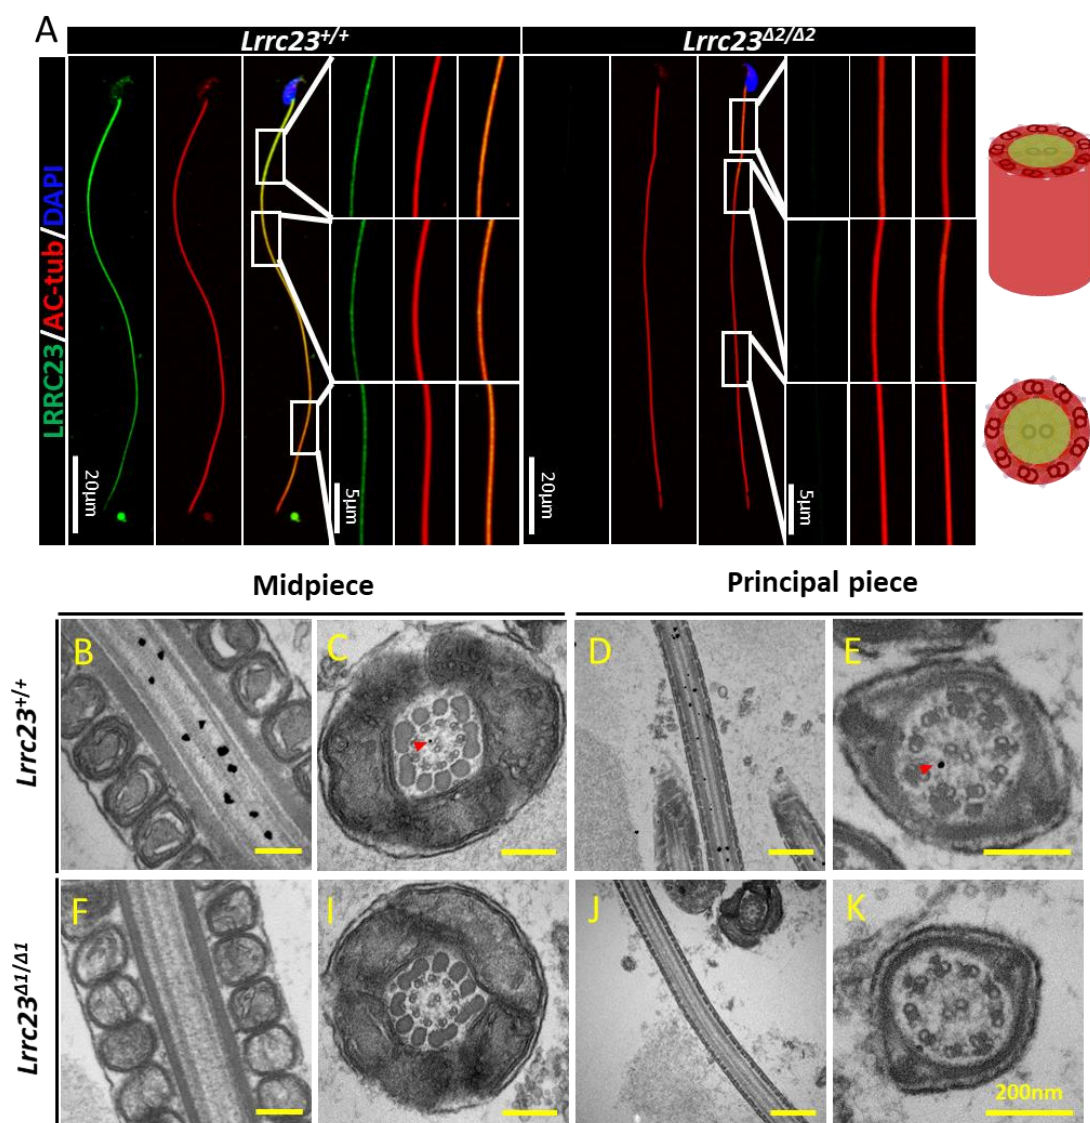 A
Lrrc23+/+
Lrrc23Δ2/Δ2
LRRC23/AC-tub/DAPI
20µm
5µm
20µm
5µm
Midpiece
Principal piece
Lrrc23+/+
B
C
D
E
Lrrc23Δ1/Δ1
F
I
J
K
200nm